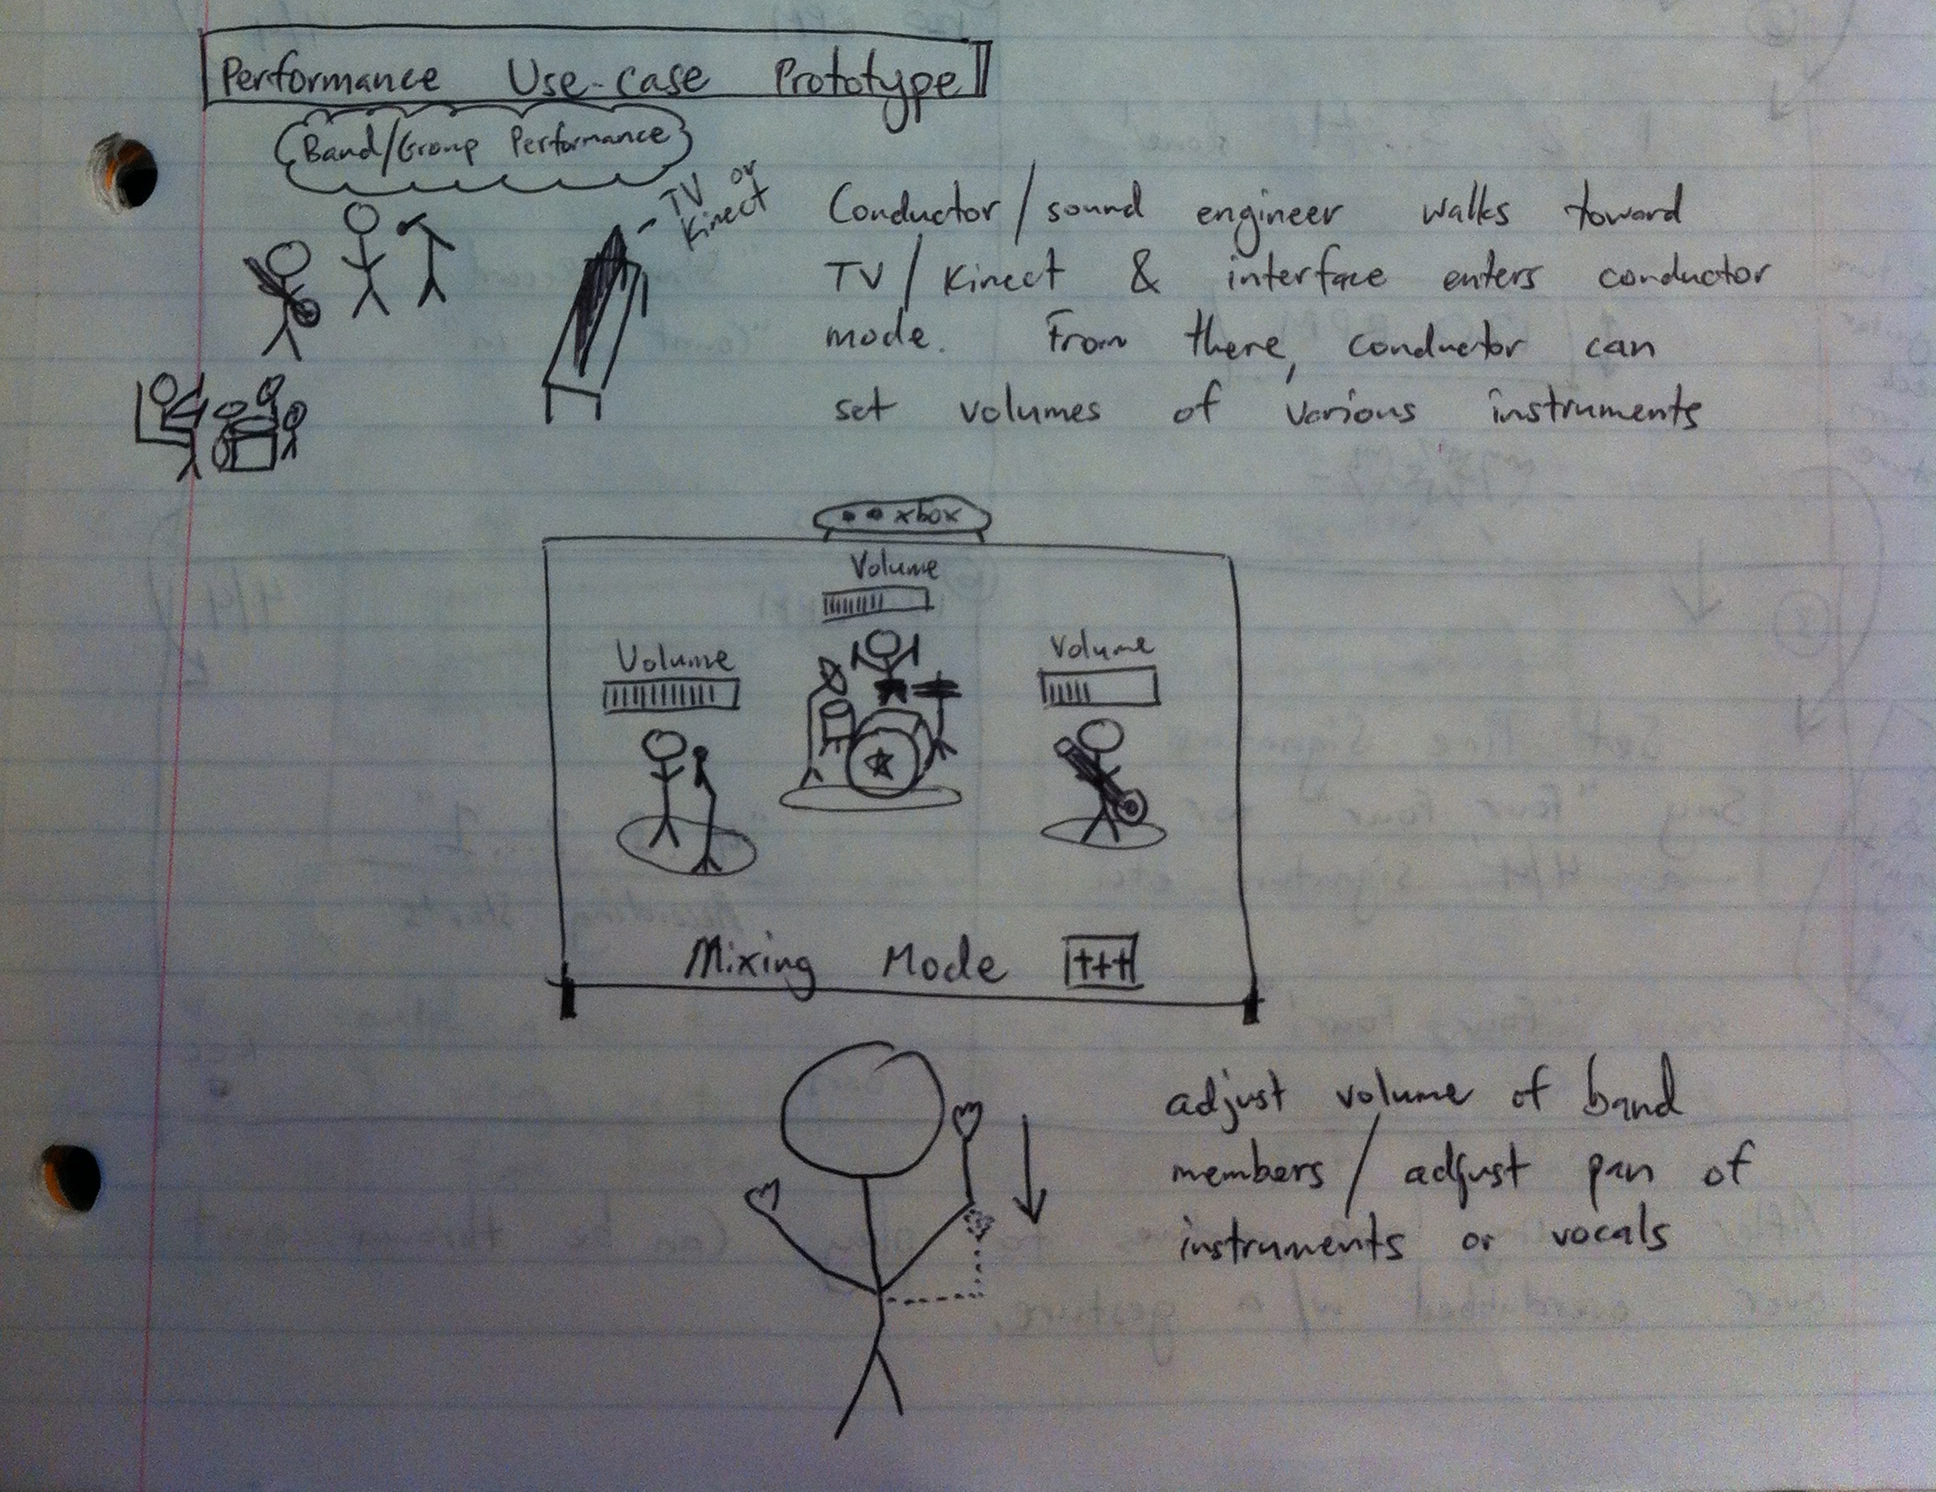 Performance Use-case Prototype
Band/Group Performance
TV or
Kinect
Conductor/sound engineer walks toward
TV/Kinect & interface enters conductor
mode. From there, conductor can
set volumes of various instruments
xbox
Volume
Volume
Volume
Mixing Mode
adjust volume of band
members/adjust pan of
instruments or vocals